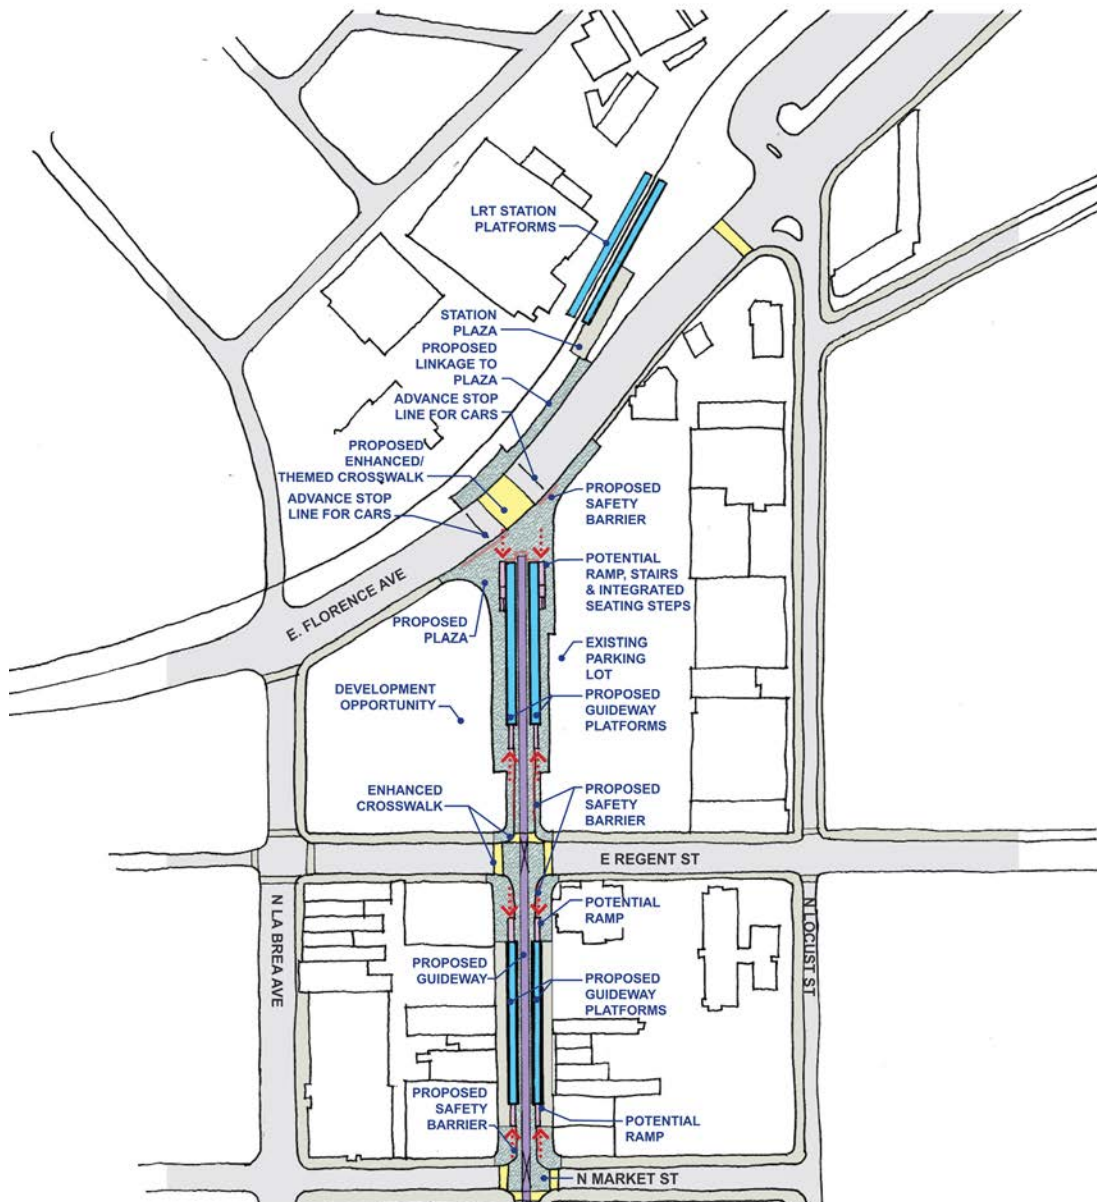 LRT STATION
PLATFORMS
STATION
PLAZA
PROPOSED
LINKAGE TO
PLAZA
ADVANCE STOP
LINE FOR CARS
PROPOSED
ENHANCED/
THEMED CROSSWALK
ADVANCE STOP
LINE FOR CARS
PROPOSED
SAFETY
BARRIER
POTENTIAL
RAMP, STAIRS
& INTEGRATED
SEATING STEPS
E. FLORENCE AVE
PROPOSED
PLAZA
EXISTING
PARKING
LOT
DEVELOPMENT
OPPORTUNITY
PROPOSED
GUIDEWAY
PLATFORMS
ENHANCED
CROSSWALK
PROPOSED
SAFETY
BARRIER
E REGENT ST
N LA BREA AVE
POTENTIAL
RAMP
N LOCUST ST
PROPOSED
GUIDEWAY
PROPOSED
GUIDEWAY
PLATFORMS
PROPOSED
SAFETY
BARRIER
POTENTIAL
RAMP
N MARKET ST